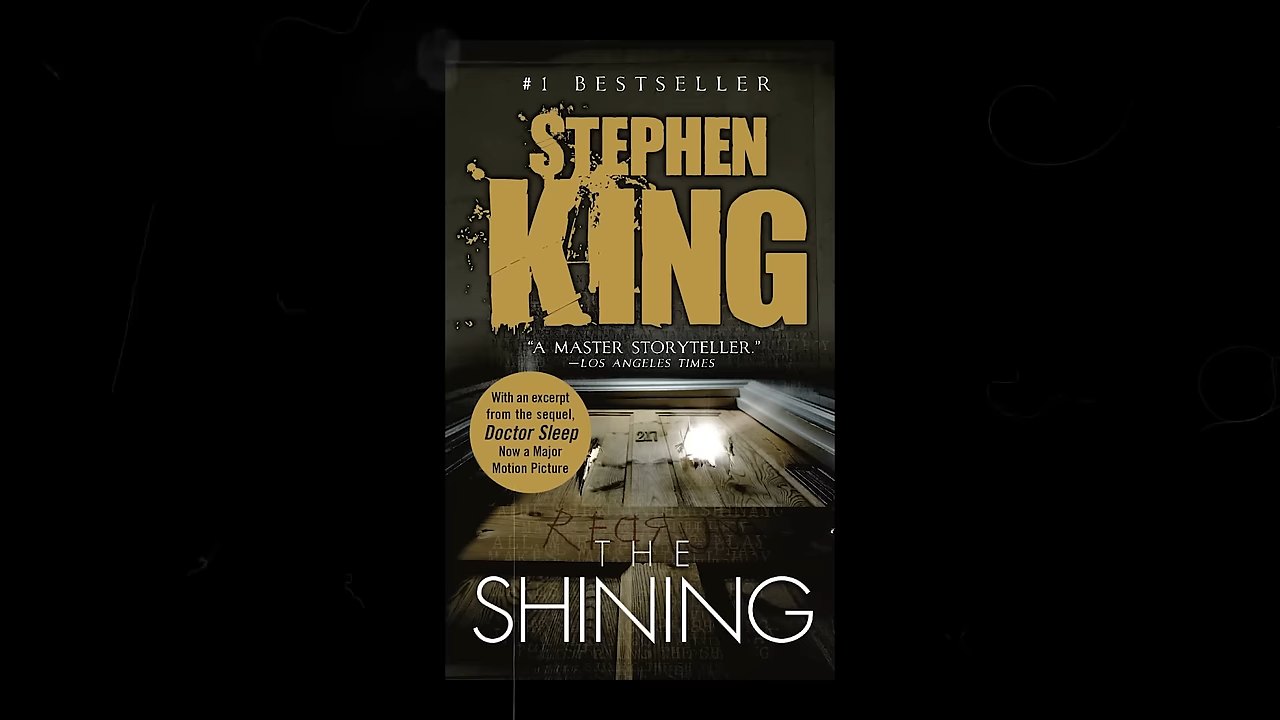 #1 BESTSELLER
STEPHEN
KING
“A MASTER STORYTELLER.”
—LOS ANGELES TIMES
With an excerpt
from the sequel,
Doctor Sleep
Now a Major
Motion Picture
217
THE
SHINING